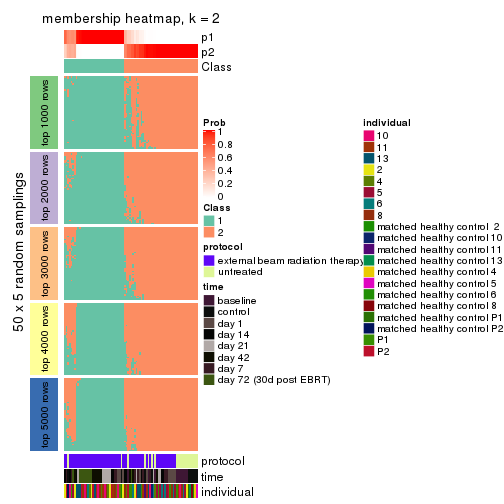 membership heatmap, k = 2
p1
p2
Class
50 x 5 random samplings
top 1000 rows
top 2000 rows
top 3000 rows
top 4000 rows
top 5000 rows
protocol
time
individual
Prob
1
0.8
0.6
0.4
0.2
0
Class
1
2
protocol
external beam radiation therapy
untreated
time
baseline
control
day 1
day 14
day 21
day 42
day 7
day 72 (30d post EBRT)
individual
10
11
13
2
4
5
6
8
matched healthy control 2
matched healthy control 10
matched healthy control 11
matched healthy control 13
matched healthy control 4
matched healthy control 5
matched healthy control 6
matched healthy control 8
matched healthy control P1
matched healthy control P2
P1
P2